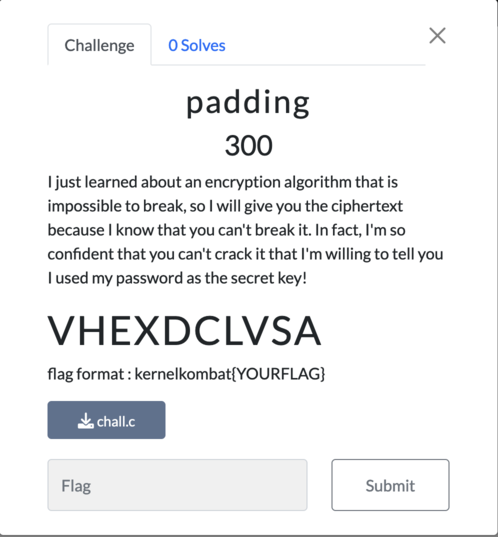 Challenge
0 Solves
padding
300
I just learned about an encryption algorithm that is
impossible to break, so I will give you the ciphertext
because I know that you can't break it. In fact, I'm so
confident that you can't crack it that I'm willing to tell you
I used my password as the secret key!
VHEXDCLVSA
flag format : kernelkombat{YOURFLAG}
chall.c
Flag
Submit